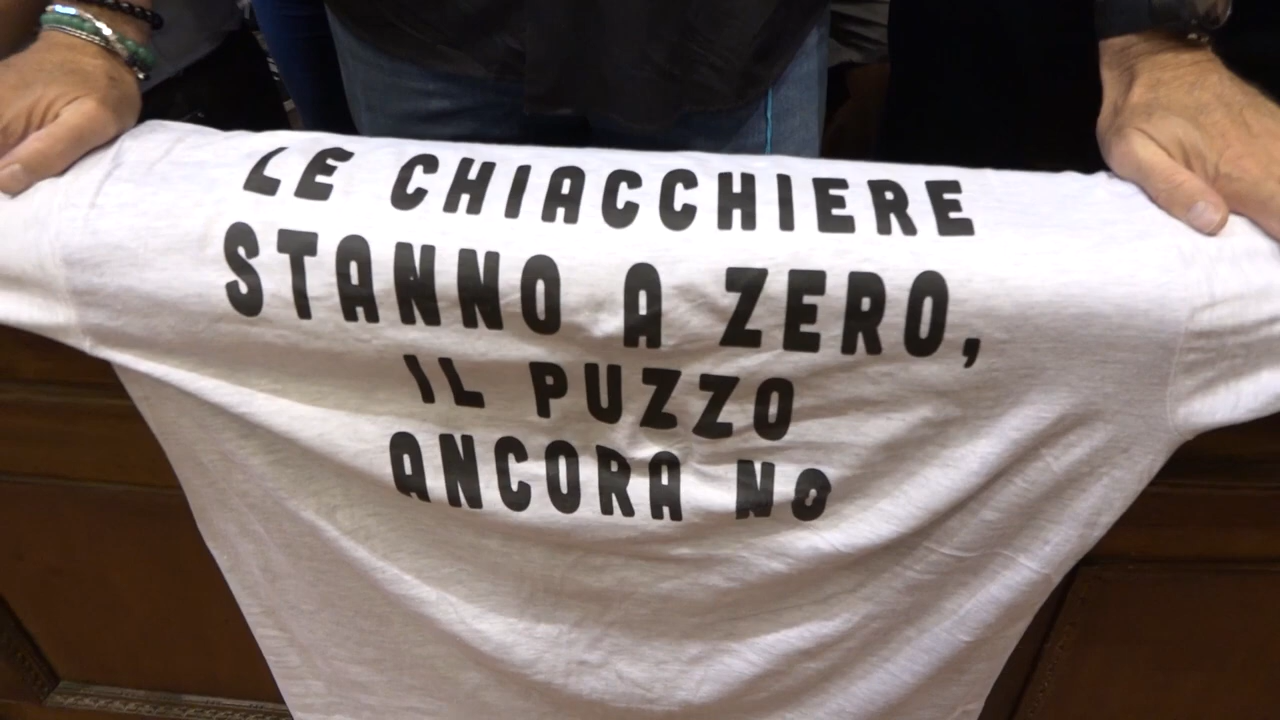 LE CHIACCHIERE
STANNO A ZERO,
IL PUZZO
ANCORA NO